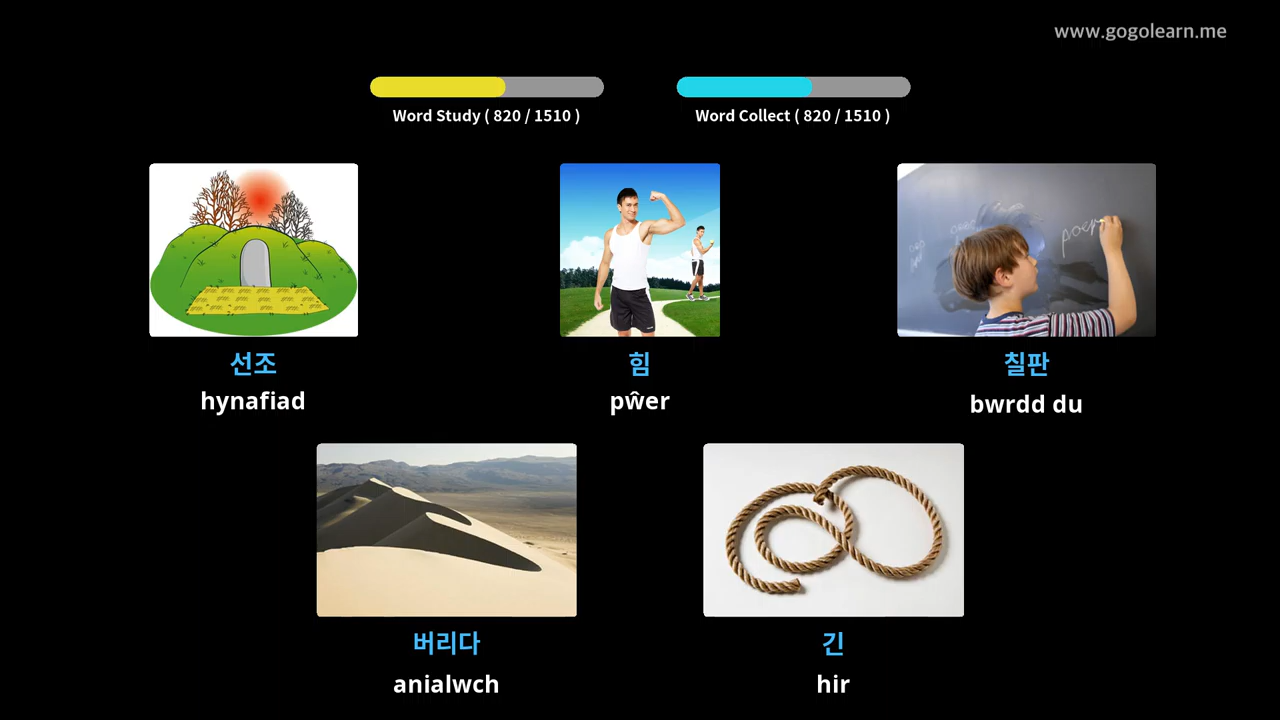 www.gogolearn.me
Word Study ( 820 / 1510 )
Word Collect ( 820 / 1510 )
poem
선조
hynafiad
힘
pŵer
칠판
bwrdd du
버리다
anialwch
긴
hir